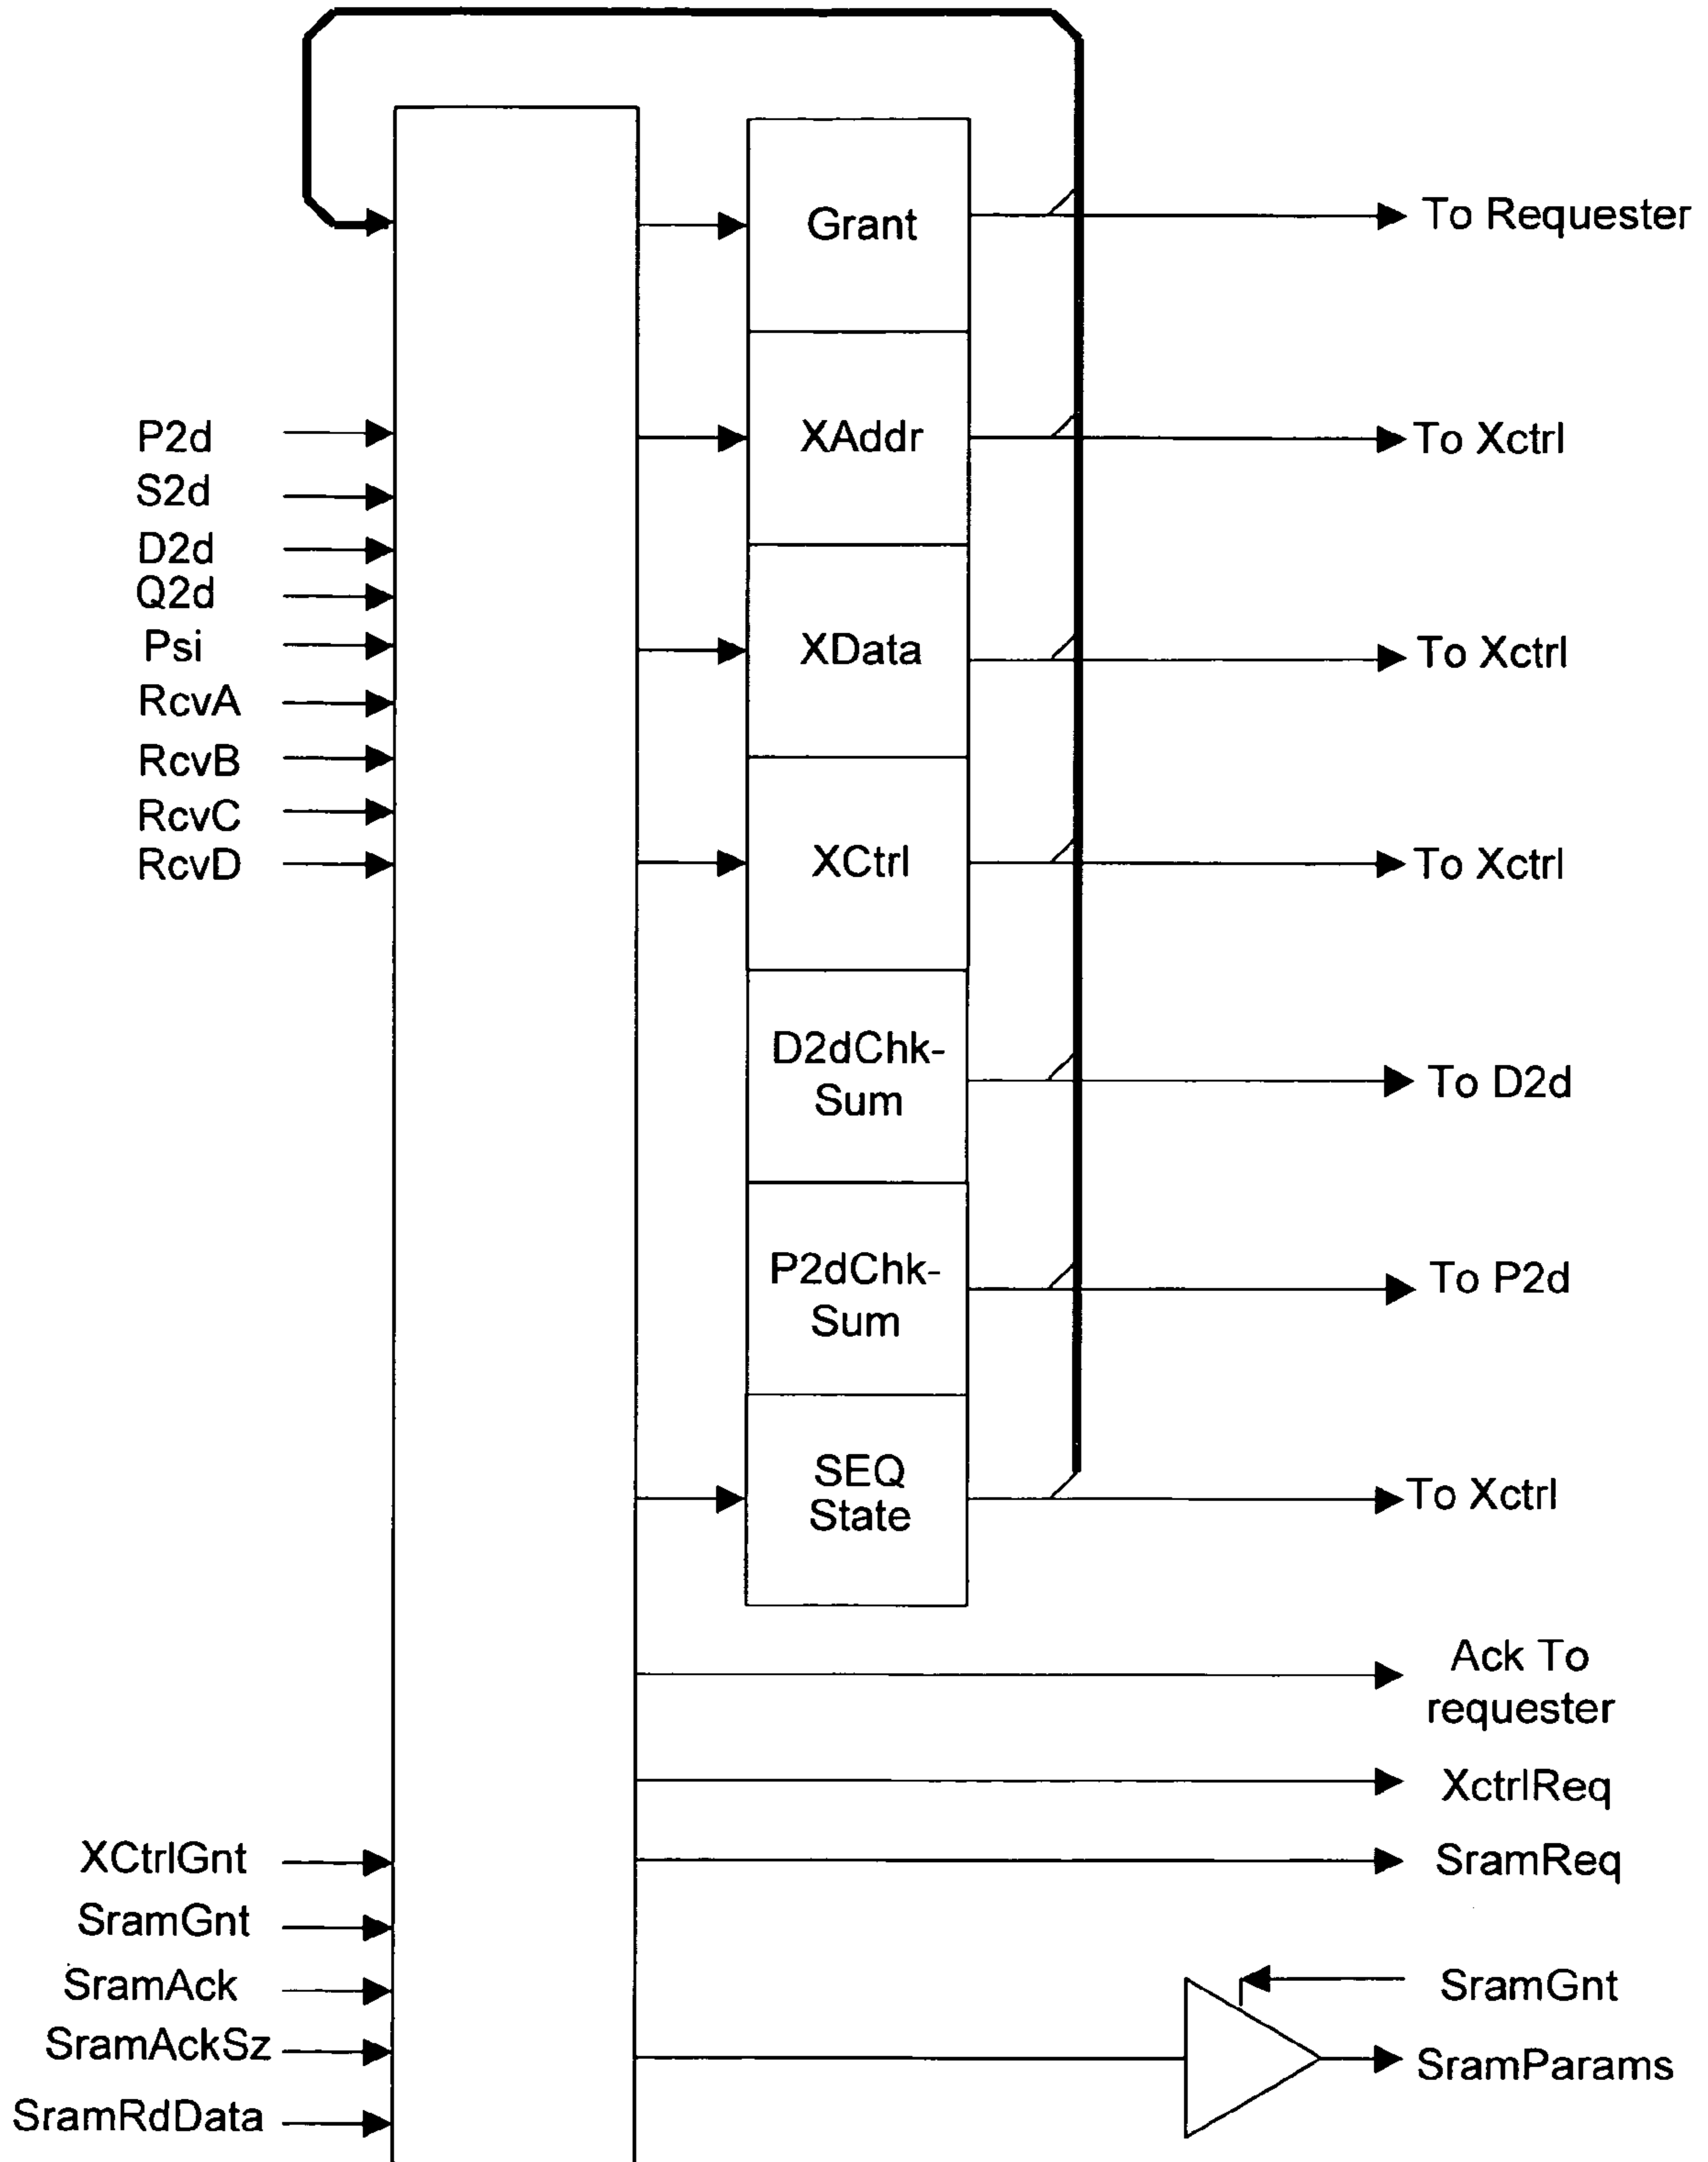 Grant
To Requester
P2d
XAddr
To Xctrl
S2d
D2d
Q2d
Psi
XData
To Xctrl
RcvA
RcvB
RcvC
RcvD
XCtrl
To Xctrl
D2dChk-
Sum
To D2d
P2dChk-
Sum
To P2d
SEQ
State
To Xctrl
Ack To
requester
XctrlReq
XCtrlGnt
SramReq
SramGnt
SramAck
SramGnt
SramAckSz
SramParams
SramRdData